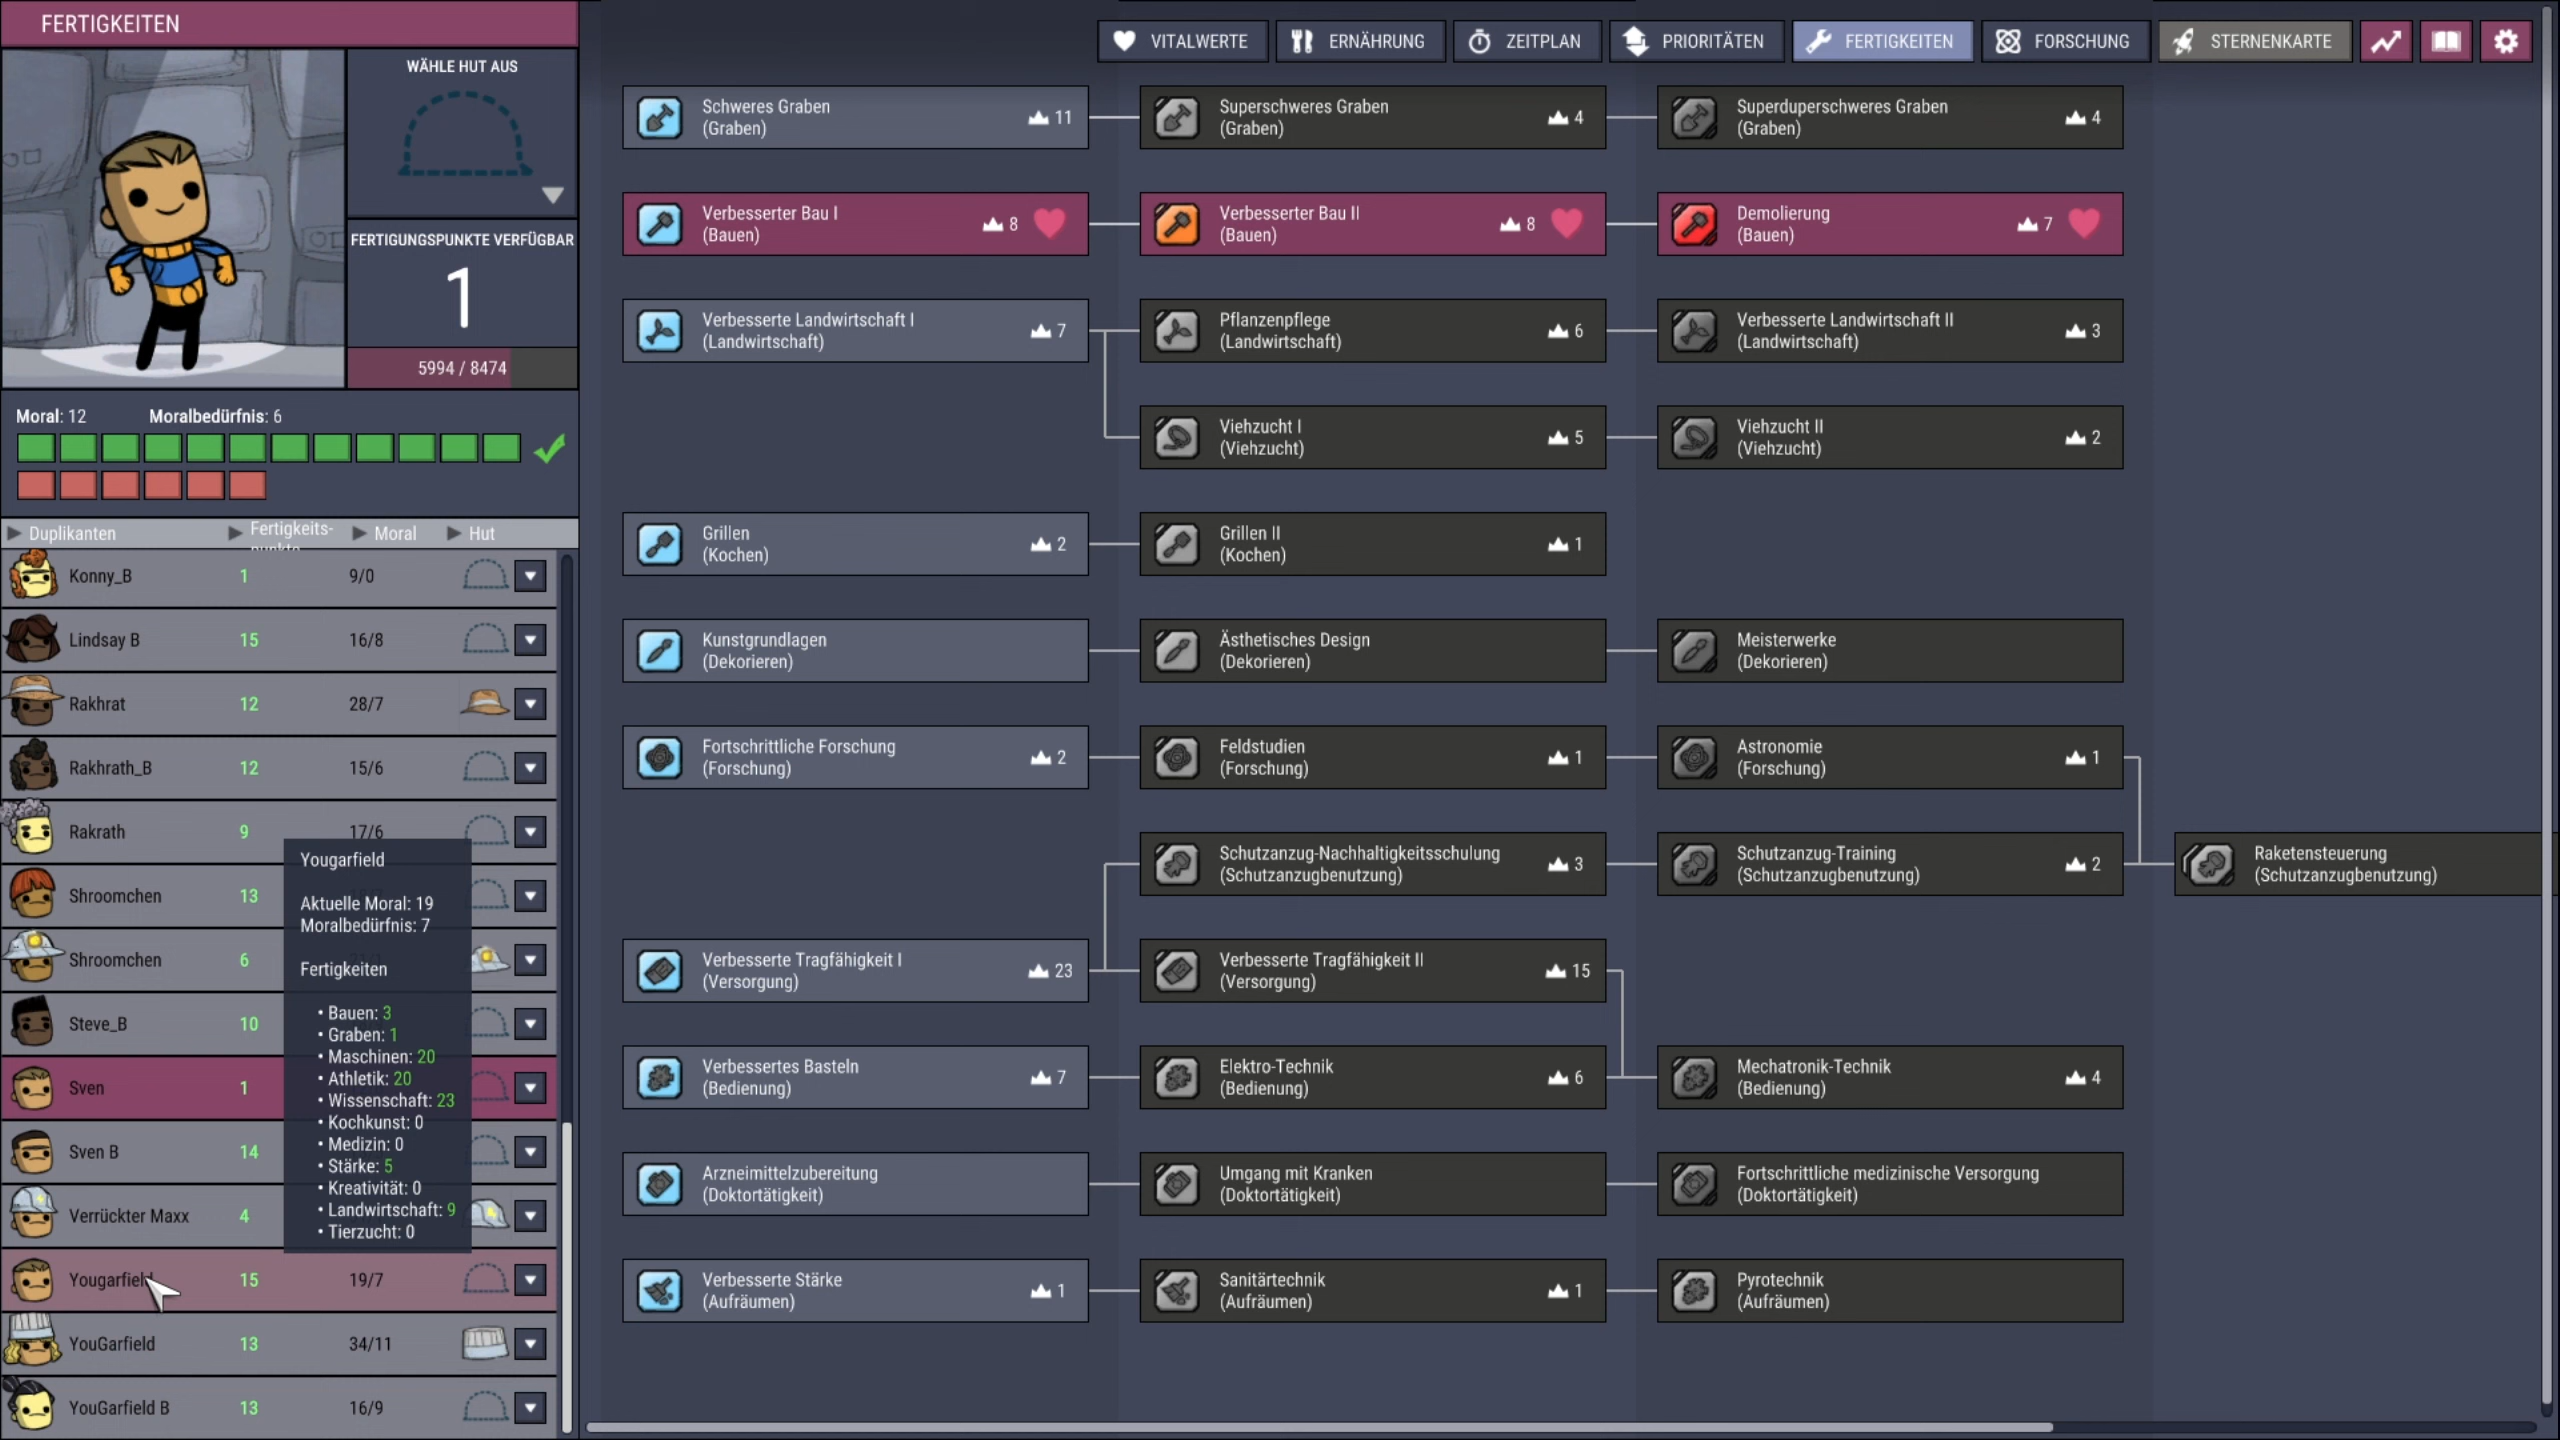 FERTIGKEITEN
VITALWERTE
ERNÄHRUNG
ZEITPLAN
PRIORITÄTEN
FERTIGKEITEN
FORSCHUNG
STERNENKARTE
WÄHLE HUT AUS
FERTIGUNGSPUNKTE VERFÜGBAR
1
5994 / 8474
Moral: 12 Moralbedürfnis: 6
Duplikanten Fertigkeits- Moral Hut
Konny_B 1 9/0
Lindsay B 15 16/8
Rakhrat 12 28/7
Rakhrath_B 12 15/6
Rakrath 9 17/6
Shroomchen 13
Shroomchen 6
Steve_B 10
Sven 1
Sven B 14
Verrückter Maxx 4
Yougarfield 15 19/7
YouGarfield 13 34/11
YouGarfield B 13 16/9
Yougarfield
Aktuelle Moral: 19
Moralbedürfnis: 7
Fertigkeiten
• Bauen: 3
• Graben: 1
• Maschinen: 20
• Athletik: 20
• Wissenschaft: 23
• Kochkunst: 0
• Medizin: 0
• Stärke: 5
• Kreativität: 0
• Landwirtschaft: 9
• Tierzucht: 0
Schweres Graben
(Graben)
11
Superschweres Graben
(Graben)
4
Superduperschweres Graben
(Graben)
4
Verbesserter Bau I
(Bauen)
8
Verbesserter Bau II
(Bauen)
8
Demolierung
(Bauen)
7
Verbesserte Landwirtschaft I
(Landwirtschaft)
7
Pflanzenpflege
(Landwirtschaft)
6
Verbesserte Landwirtschaft II
(Landwirtschaft)
3
Viehzucht I
(Viehzucht)
5
Viehzucht II
(Viehzucht)
2
Grillen
(Kochen)
2
Grillen II
(Kochen)
1
Kunstgrundlagen
(Dekorieren)
Ästhetisches Design
(Dekorieren)
Meisterwerke
(Dekorieren)
Fortschrittliche Forschung
(Forschung)
2
Feldstudien
(Forschung)
1
Astronomie
(Forschung)
1
Schutzanzug-Nachhaltigkeitsschulung
(Schutzanzugbenutzung)
3
Schutzanzug-Training
(Schutzanzugbenutzung)
2
Raketensteuerung
(Schutzanzugbenutzung)
Verbesserte Tragfähigkeit I
(Versorgung)
23
Verbesserte Tragfähigkeit II
(Versorgung)
15
Verbessertes Basteln
(Bedienung)
7
Elektro-Technik
(Bedienung)
6
Mechatronik-Technik
(Bedienung)
4
Arzneimittelzubereitung
(Doktortätigkeit)
Umgang mit Kranken
(Doktortätigkeit)
Fortschrittliche medizinische Versorgung
(Doktortätigkeit)
Verbesserte Stärke
(Aufräumen)
1
Sanitärtechnik
(Aufräumen)
1
Pyrotechnik
(Aufräumen)